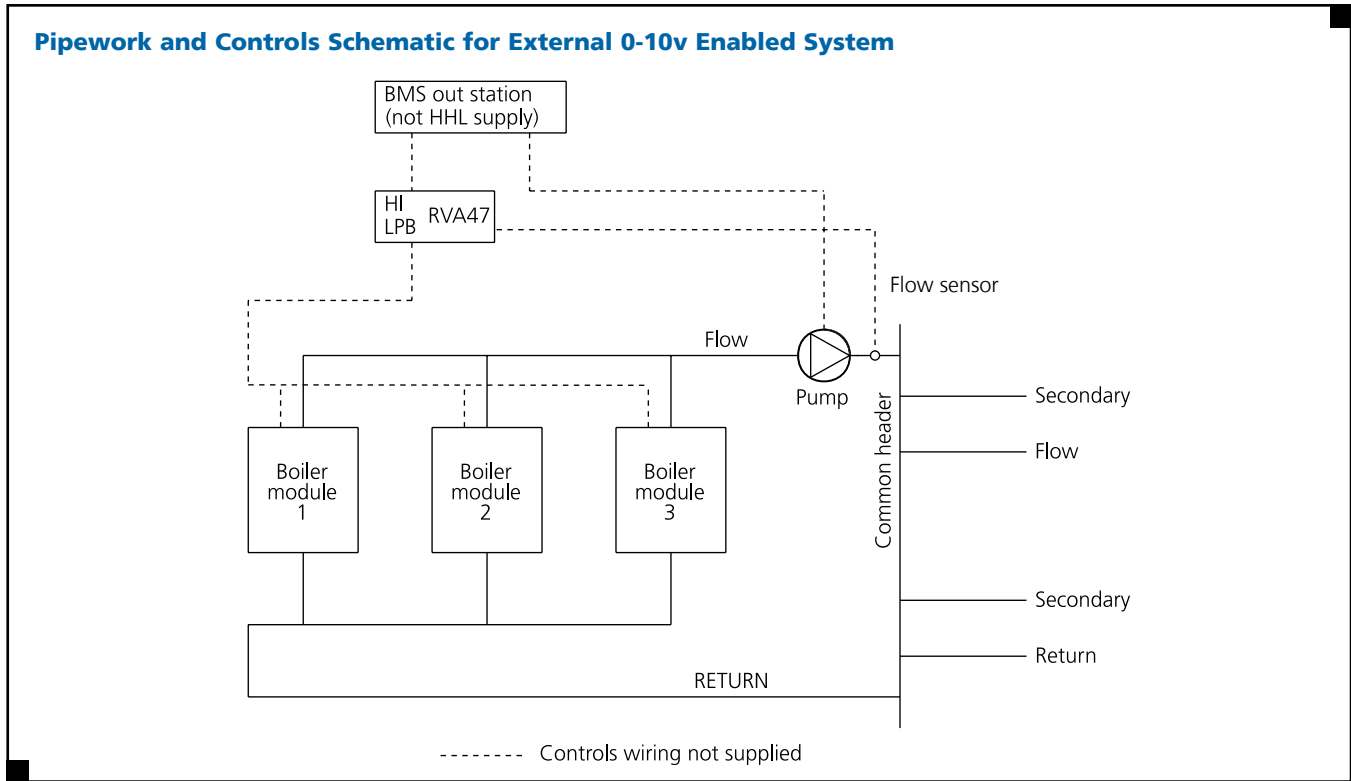 Pipework and Controls Schematic for External 0-10v Enabled System
BMS out station
(not HHL supply)
HI
LPB
RVA47
Flow sensor
Flow
Pump
Common header
Secondary
Flow
Boiler
module
1
Boiler
module
2
Boiler
module
3
Secondary
Return
RETURN
Controls wiring not supplied